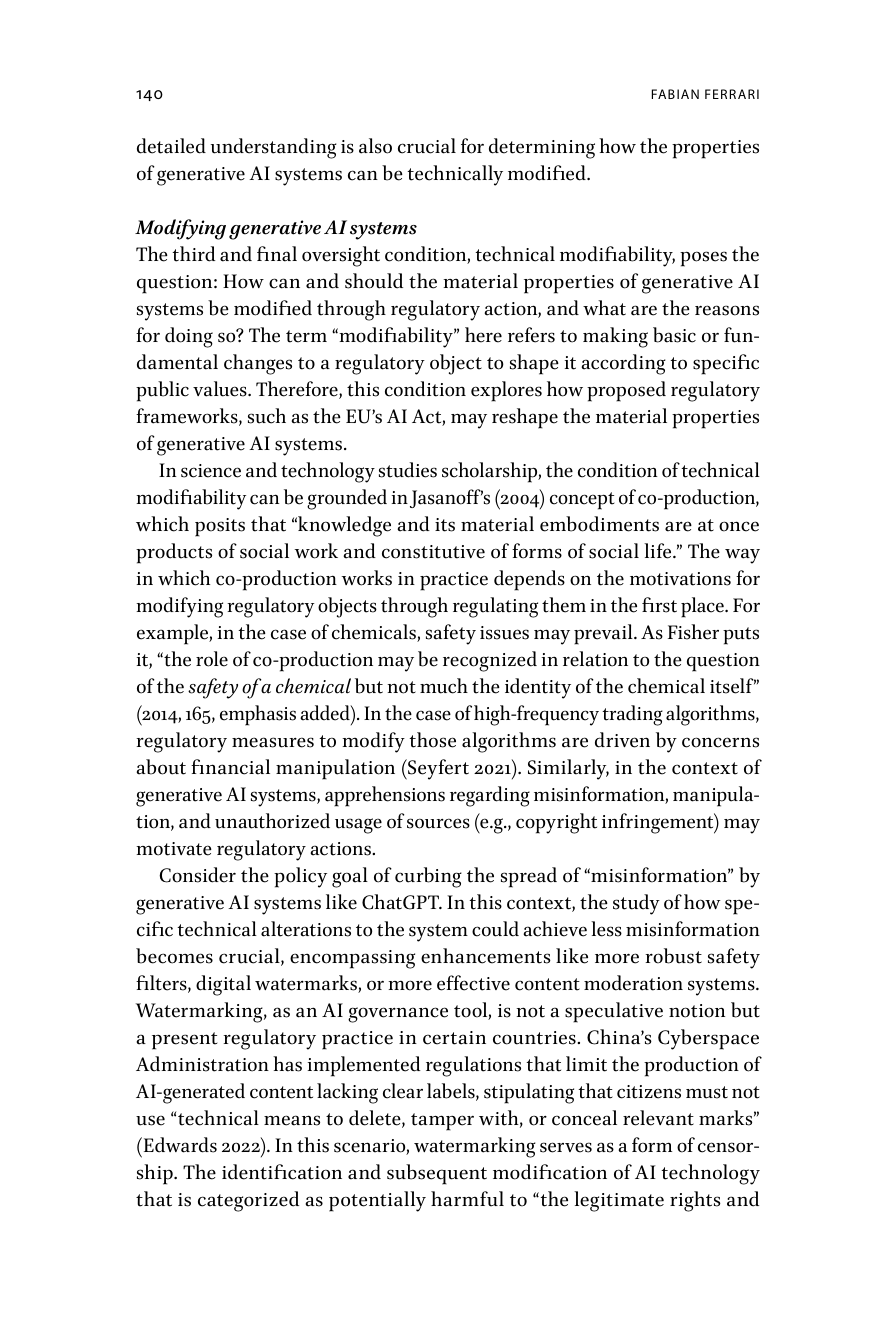 140
FABIAN FERRARI
detailed understanding is also crucial for determining how the properties
of generative AI systems can be technically modified.
Modifying generative AI systems
The third and final oversight condition, technical modifiability, poses the
question: How can and should the material properties of generative AI
systems be modified through regulatory action, and what are the reasons
for doing so? The term “modifiability” here refers to making basic or fun-
damental changes to a regulatory object to shape it according to specific
public values. Therefore, this condition explores how proposed regulatory
frameworks, such as the EU’s AI Act, may reshape the material properties
of generative AI systems.
In science and technology studies scholarship, the condition of technical
modifiability can be grounded in Jasanoff’s (2004) concept of co-production,
which posits that “knowledge and its material embodiments are at once
products of social work and constitutive of forms of social life.” The way
in which co-production works in practice depends on the motivations for
modifying regulatory objects through regulating them in the first place. For
example, in the case of chemicals, safety issues may prevail. As Fisher puts
it, “the role of co-production may be recognized in relation to the question
of the safety of a chemical but not much the identity of the chemical itself”
(2014, 165, emphasis added). In the case of high-frequency trading algorithms,
regulatory measures to modify those algorithms are driven by concerns
about financial manipulation (Seyfert 2021). Similarly, in the context of
generative AI systems, apprehensions regarding misinformation, manipula-
tion, and unauthorized usage of sources (e.g., copyright infringement) may
motivate regulatory actions.
Consider the policy goal of curbing the spread of “misinformation” by
generative AI systems like ChatGPT. In this context, the study of how spe-
cific technical alterations to the system could achieve less misinformation
becomes crucial, encompassing enhancements like more robust safety
filters, digital watermarks, or more effective content moderation systems.
Watermarking, as an AI governance tool, is not a speculative notion but
a present regulatory practice in certain countries. China’s Cyberspace
Administration has implemented regulations that limit the production of
AI-generated content lacking clear labels, stipulating that citizens must not
use “technical means to delete, tamper with, or conceal relevant marks”
(Edwards 2022). In this scenario, watermarking serves as a form of censor-
ship. The identification and subsequent modification of AI technology
that is categorized as potentially harmful to “the legitimate rights and